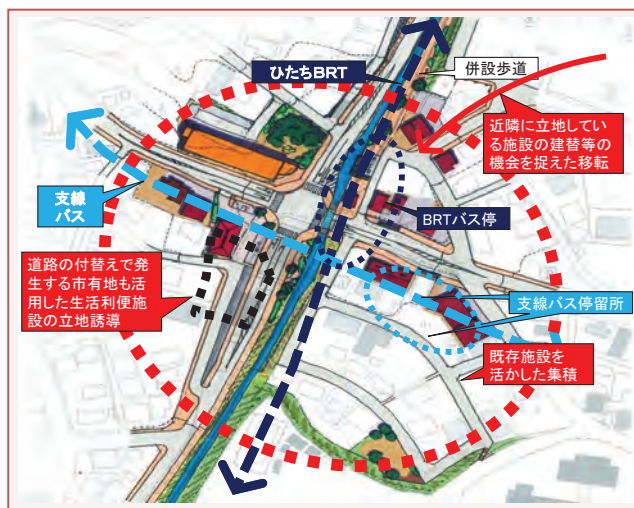 ひたちBRT
併設歩道
近隣に立地してい
る施設の建替等の
機会を捉えた移転
支線
バス
BRTバス停
道路の付替えで発
生する市有地も活
用した生活利便施
設の立地誘導
支線バス停留所
既存施設を
活かした集積